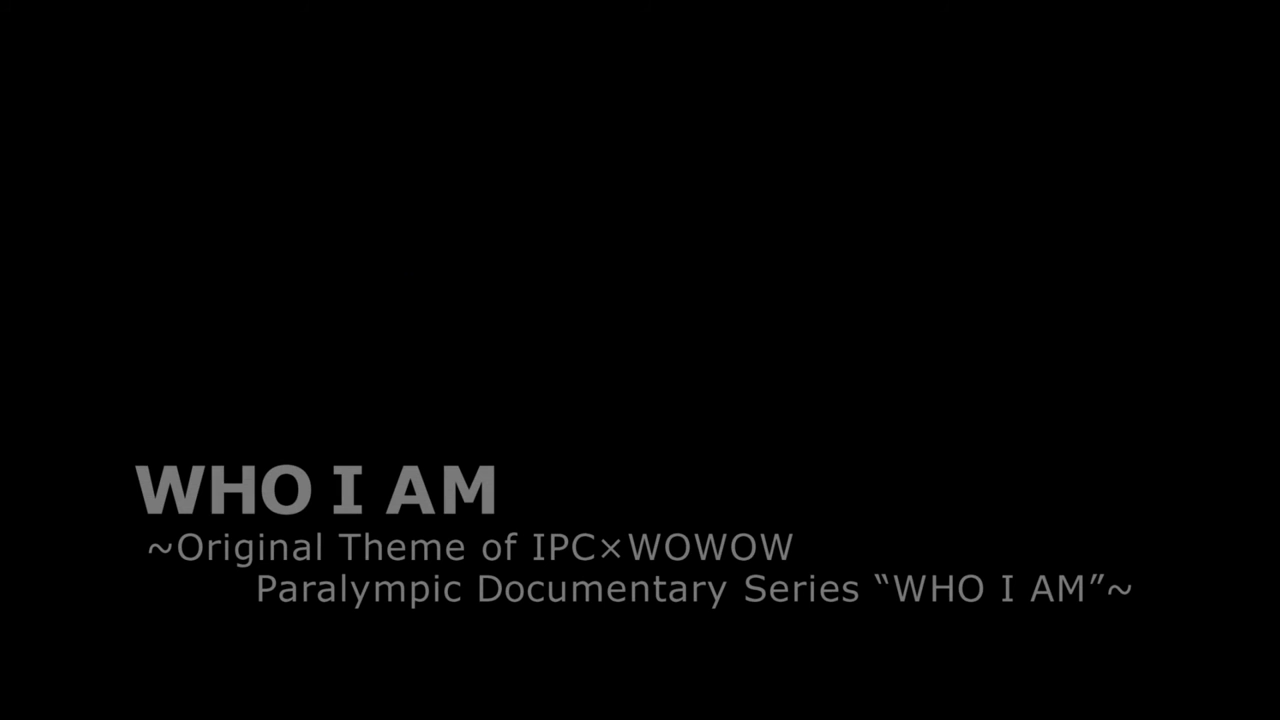 WHO I AM
~Original Theme of IPC×WOWOW
Paralympic Documentary Series “WHO I AM”~